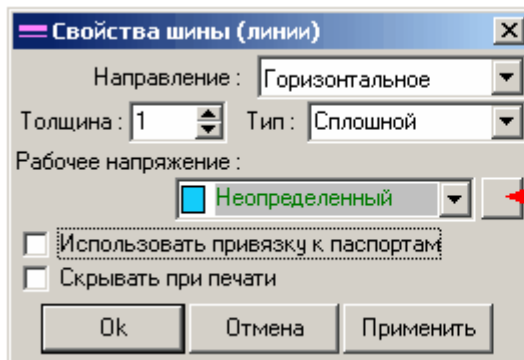 Свойства шины (линии)
Направление : Горизонтальное
Толщина : 1 Тип : Сплошной
Рабочее напряжение :
Неопределенный
Использовать привязку к паспортам
Скрывать при печати
Ok Отмена Применить